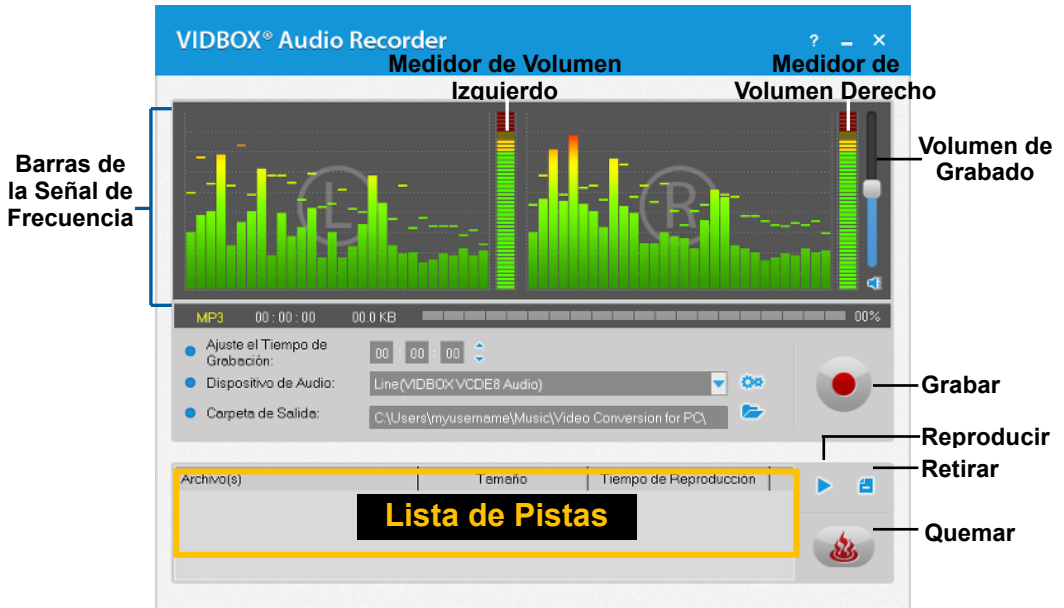 VIDBOX® Audio Recorder
? – ×
Medidor de Volumen
Izquierdo
Medidor de
Volumen Derecho
Barras de
la Señal de
Frecuencia
Volumen de
Grabado
L
R
MP3 00:00:00 00.0 KB 00%
Ajuste el Tiempo de
Grabación:
00 : 00 : 00
Dispositivo de Audio:
Line(VIDBOX VCDE8 Audio)
Carpeta de Salida:
C:\Users\myusername\Music\Video Conversion for PC\
Grabar
Reproducir
Retirar
Archivo(s) Tamaño Tiempo de Reproducción
Lista de Pistas
Quemar